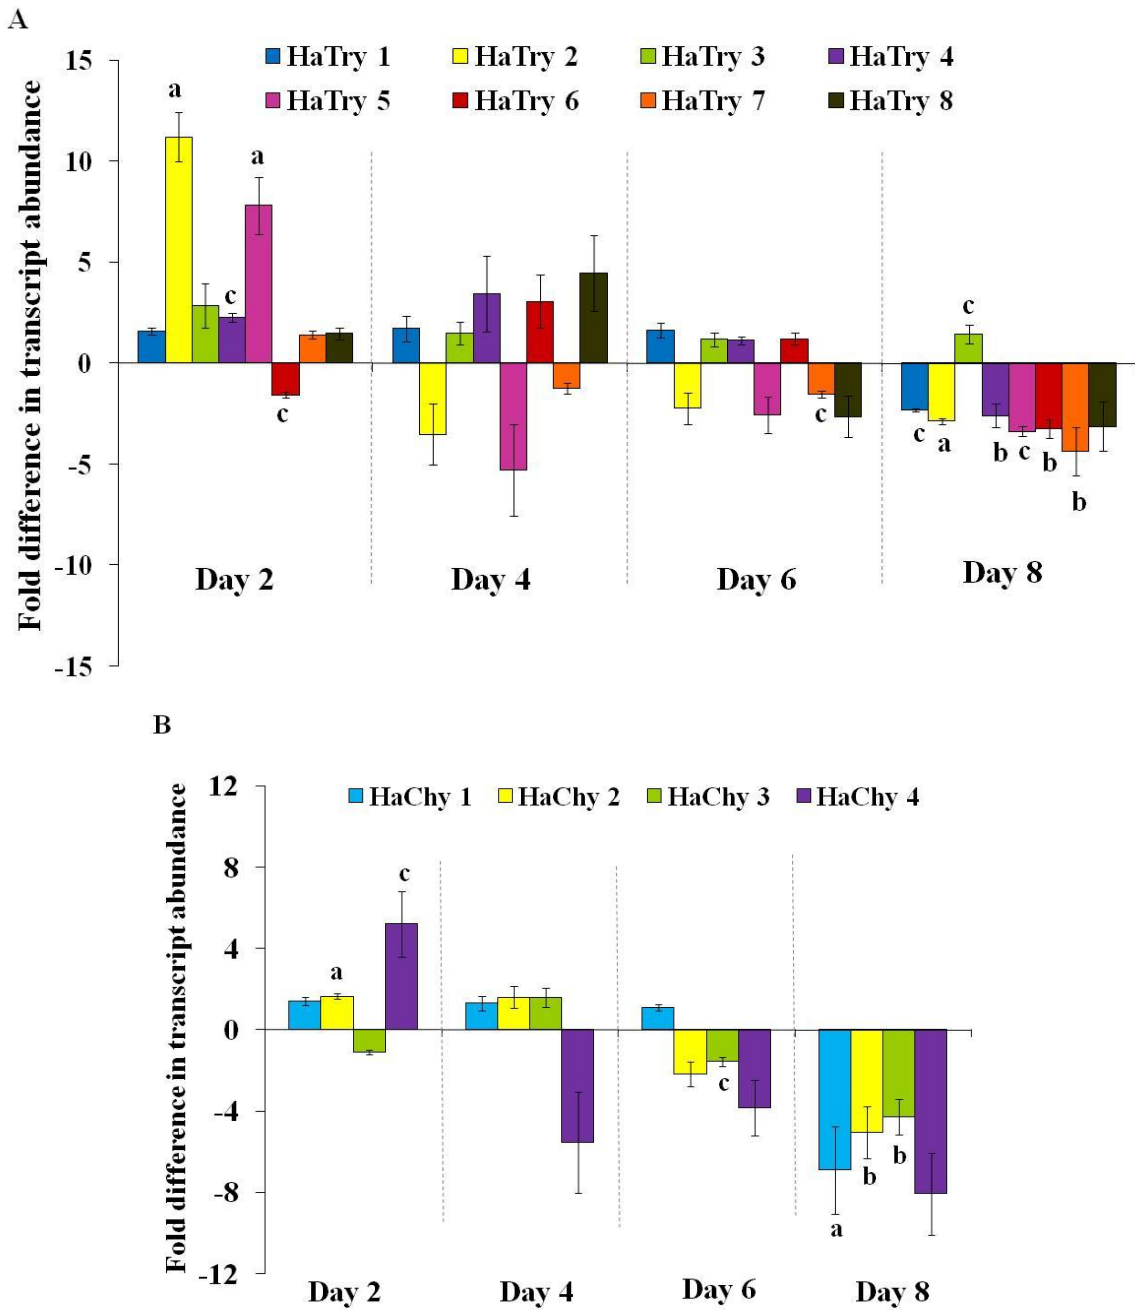 A
HaTry 1 HaTry 2 HaTry 3 HaTry 4
HaTry 5 HaTry 6 HaTry 7 HaTry 8
Fold difference in transcript abundance
15
10
5
0
-5
-10
-15
a
c
a
c
c
c
a
c
b
c
b
b
Day 2 Day 4 Day 6 Day 8
B
HaChy 1 HaChy 2 HaChy 3 HaChy 4
Fold difference in transcript abundance
12
8
4
0
-4
-8
-12
a
c
c
a
b
b
Day 2 Day 4 Day 6 Day 8